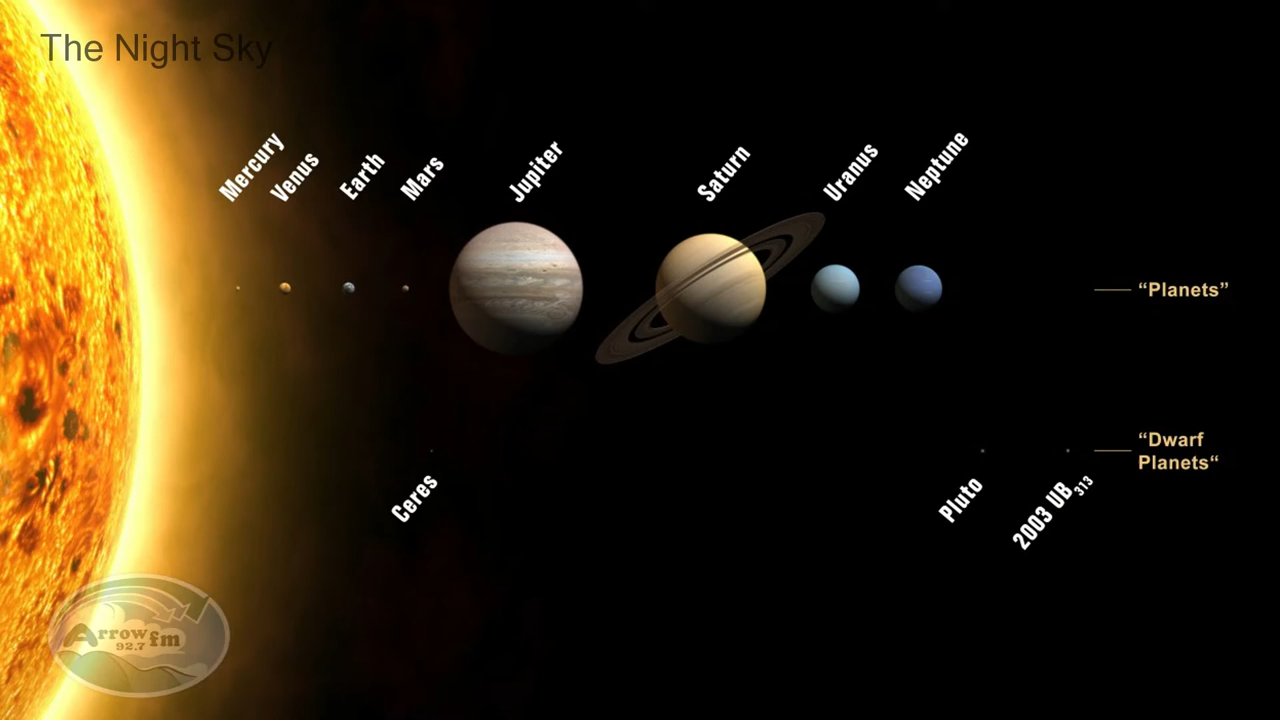 The Night Sky
Mercury
Venus
Earth
Mars
Jupiter
Saturn
Uranus
Neptune
“Planets”
Ceres
Pluto
2003 UB313
“Dwarf
Planets“
Arrow fm
92.7